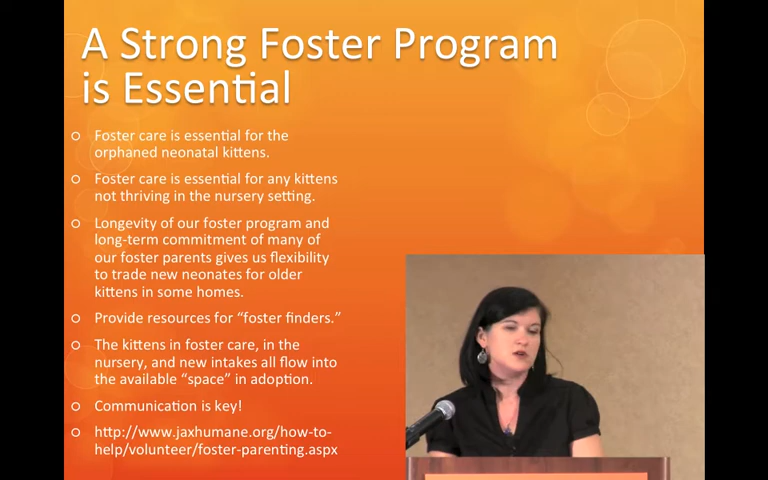 A Strong Foster Program
is Essential
Foster care is essential for the
orphaned neonatal kittens.
Foster care is essential for any kittens
not thriving in the nursery setting.
Longevity of our foster program and
long-term commitment of many of
our foster parents gives us flexibility
to trade new neonates for older
kittens in some homes.
Provide resources for “foster finders.”
The kittens in foster care, in the
nursery, and new intakes all flow into
the available “space” in adoption.
Communication is key!
http://www.jaxhumane.org/how-to-
help/volunteer/foster-parenting.aspx